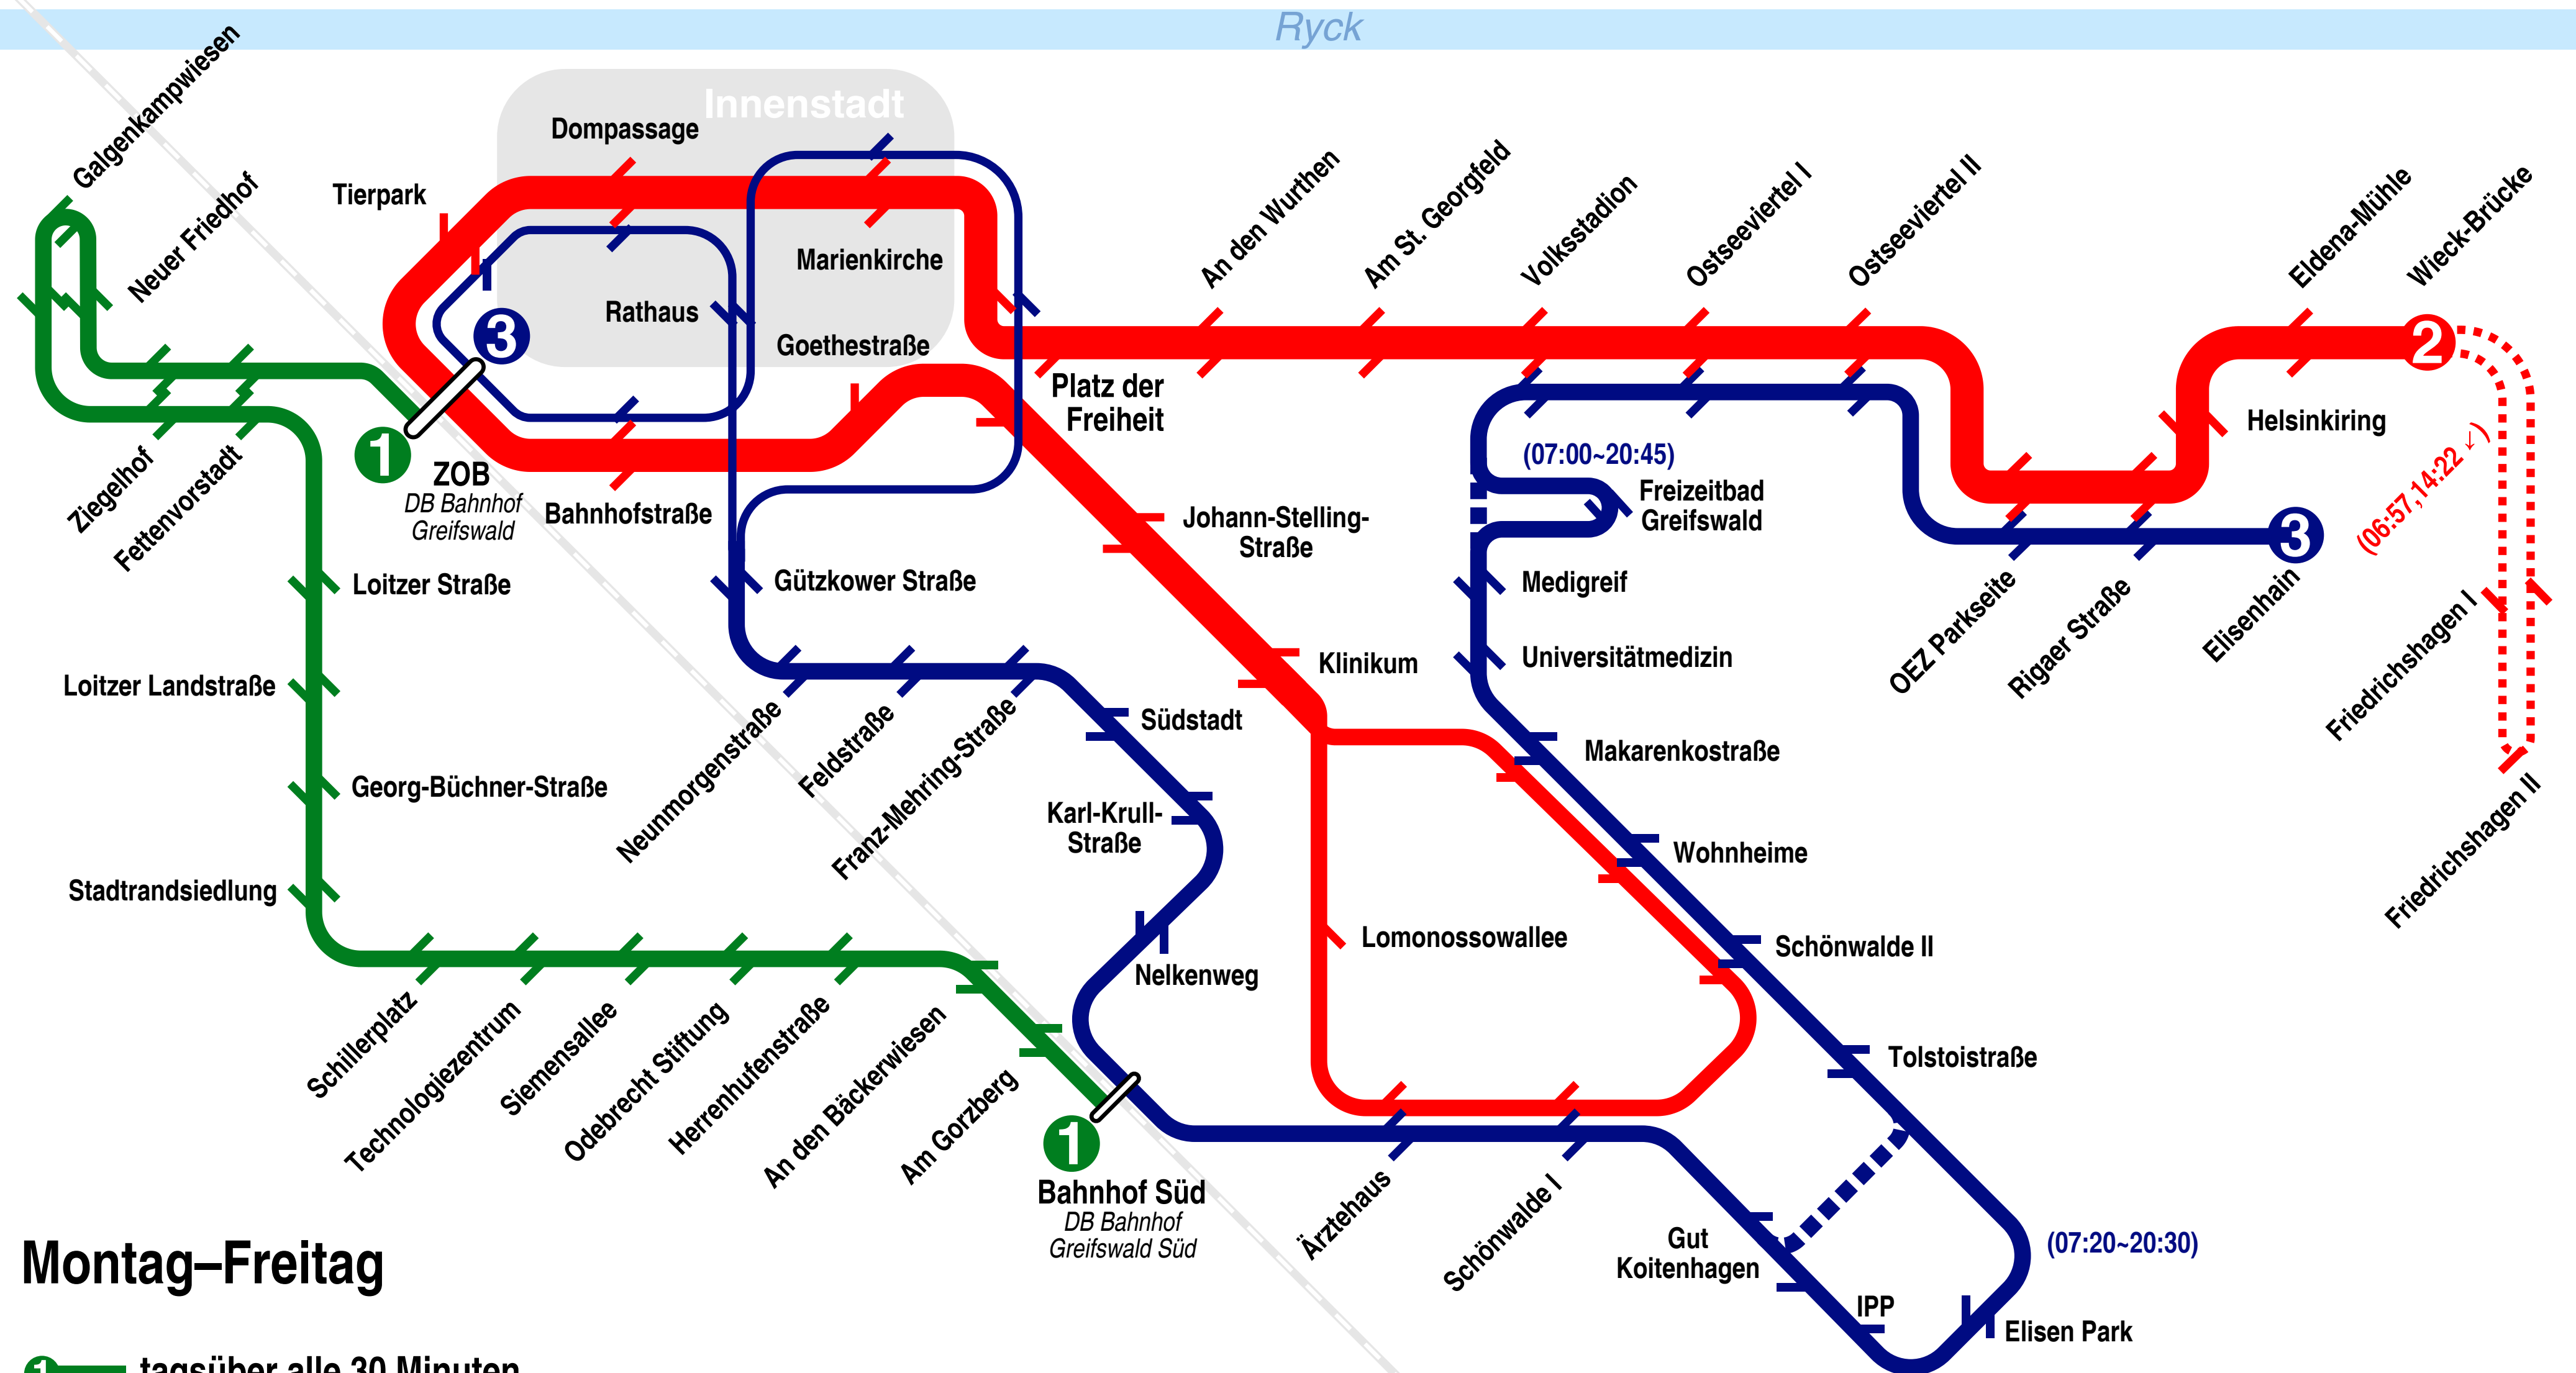 Ryck
Innenstadt
Galgenkampwiesen
Neuer Friedhof
Tierpark
Dompassage
Marienkirche
Rathaus
Goethestraße
3
Platz der
Freiheit
An den Wurthen
Am St. Georgfeld
Volksstadion
Ostseeviertel I
Ostseeviertel II
Eldena-Mühle
Wieck-Brücke
2
Helsinkiring
(06:57,14:22 ↙)
1
ZOB
DB Bahnhof
Greifswald
Bahnhofstraße
Ziegelhof
Fettenvorstadt
Loitzer Straße
Loitzer Landstraße
Georg-Büchner-Straße
Stadtrandsiedlung
Gützkower Straße
Johann-Stelling-
Straße
Klinikum
(07:00~20:45)
Freizeitbad
Greifswald
Medigreif
Universitätmedizin
Makarenkostraße
Wohnheime
Schönwalde II
Tolstoistraße
OEZ Parkseite
Rigaer Straße
3
Elisenhain
Friedrichshagen I
Friedrichshagen II
Neunmorgenstraße
Feldstraße
Franz-Mehring-Straße
Südstadt
Karl-Krull-
Straße
Nelkenweg
Lomonossowallee
Schillerplatz
Technologiezentrum
Siemensallee
Odebrecht Stiftung
Herrenhufenstraße
An den Bäckerwiesen
Am Gorzberg
1
Bahnhof Süd
DB Bahnhof
Greifswald Süd
Ärztehaus
Schönwalde I
Gut
Koitenhagen
IPP
Elisen Park
(07:20~20:30)
Montag–Freitag
1 tagsüber alle 30 Minuten